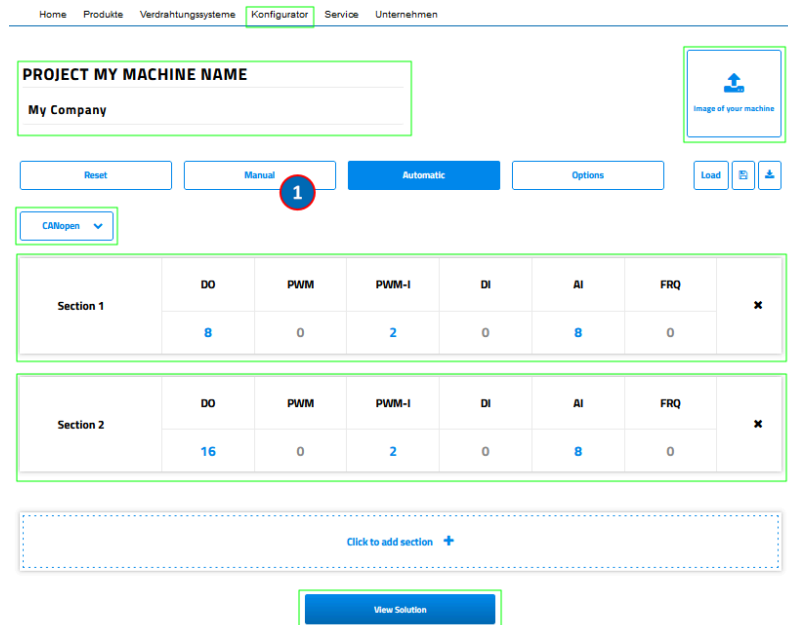 Home Produkte Verdrahtungssysteme Konfigurator Service Unternehmen
PROJECT MY MACHINE NAME
My Company
Image of your machine
Reset Manual Automatic Options Load
1
CANopen
Section 1 DO PWM PWM-I DI AI FRQ
8 0 2 0 8 0
Section 2 DO PWM PWM-I DI AI FRQ
16 0 2 0 8 0
Click to add section +
View Solution